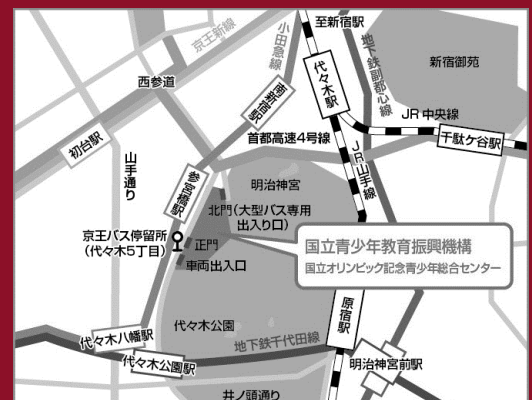 至新宿駅
京王新線
小田急線
地下鉄副都心線
新宿御苑
西参道
代々木駅
南新宿駅
JR中央線
初台駅
首都高速4号線
千駄ケ谷駅
山手通り
JR山手線
参宮橋駅
明治神宮
北門(大型バス専用
出入り口)
京王バス停留所
(代々木5丁目)
正門
車両出入口
国立青少年教育振興機構
国立オリンピック記念青少年総合センター
原宿駅
代々木公園
代々木八幡駅
地下鉄千代田線
代々木公園駅
明治神宮前駅
井ノ頭通り